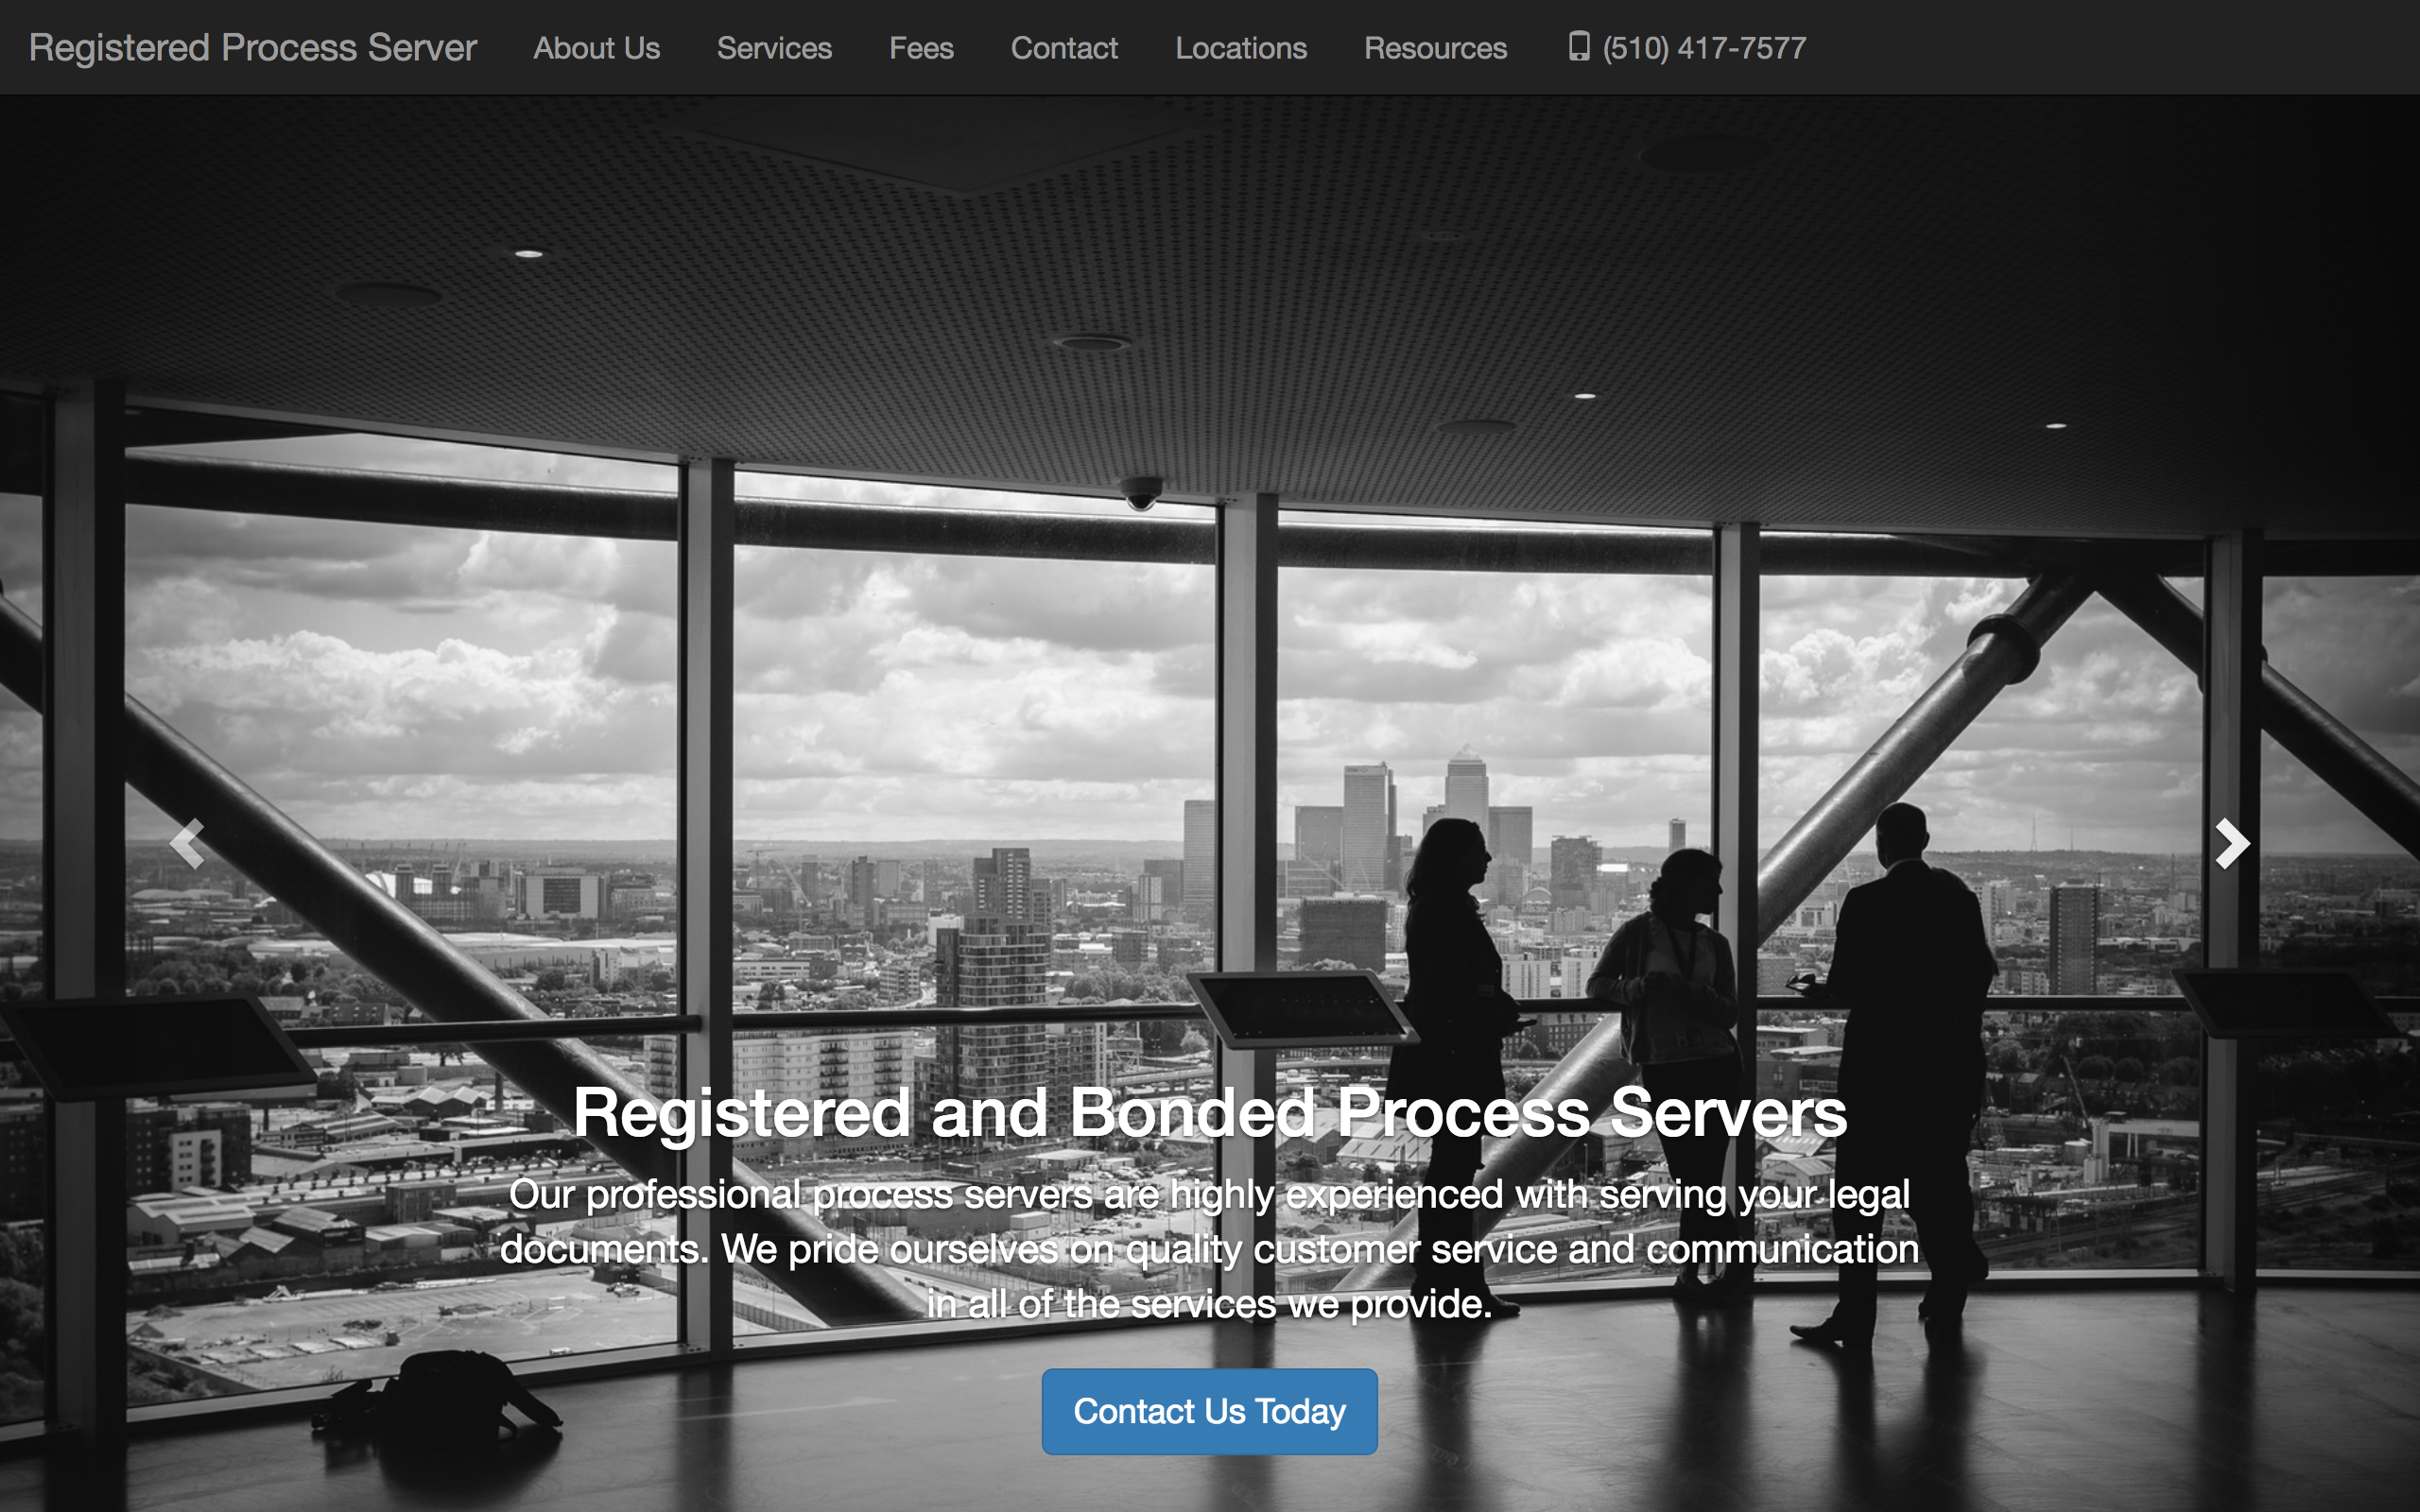 Registered Process Server About Us Services Fees Contact Locations Resources (510) 417-7577
Registered and Bonded Process Servers
Our professional process servers are highly experienced with serving your legal
documents. We pride ourselves on quality customer service and communication
in all of the services we provide.
Contact Us Today